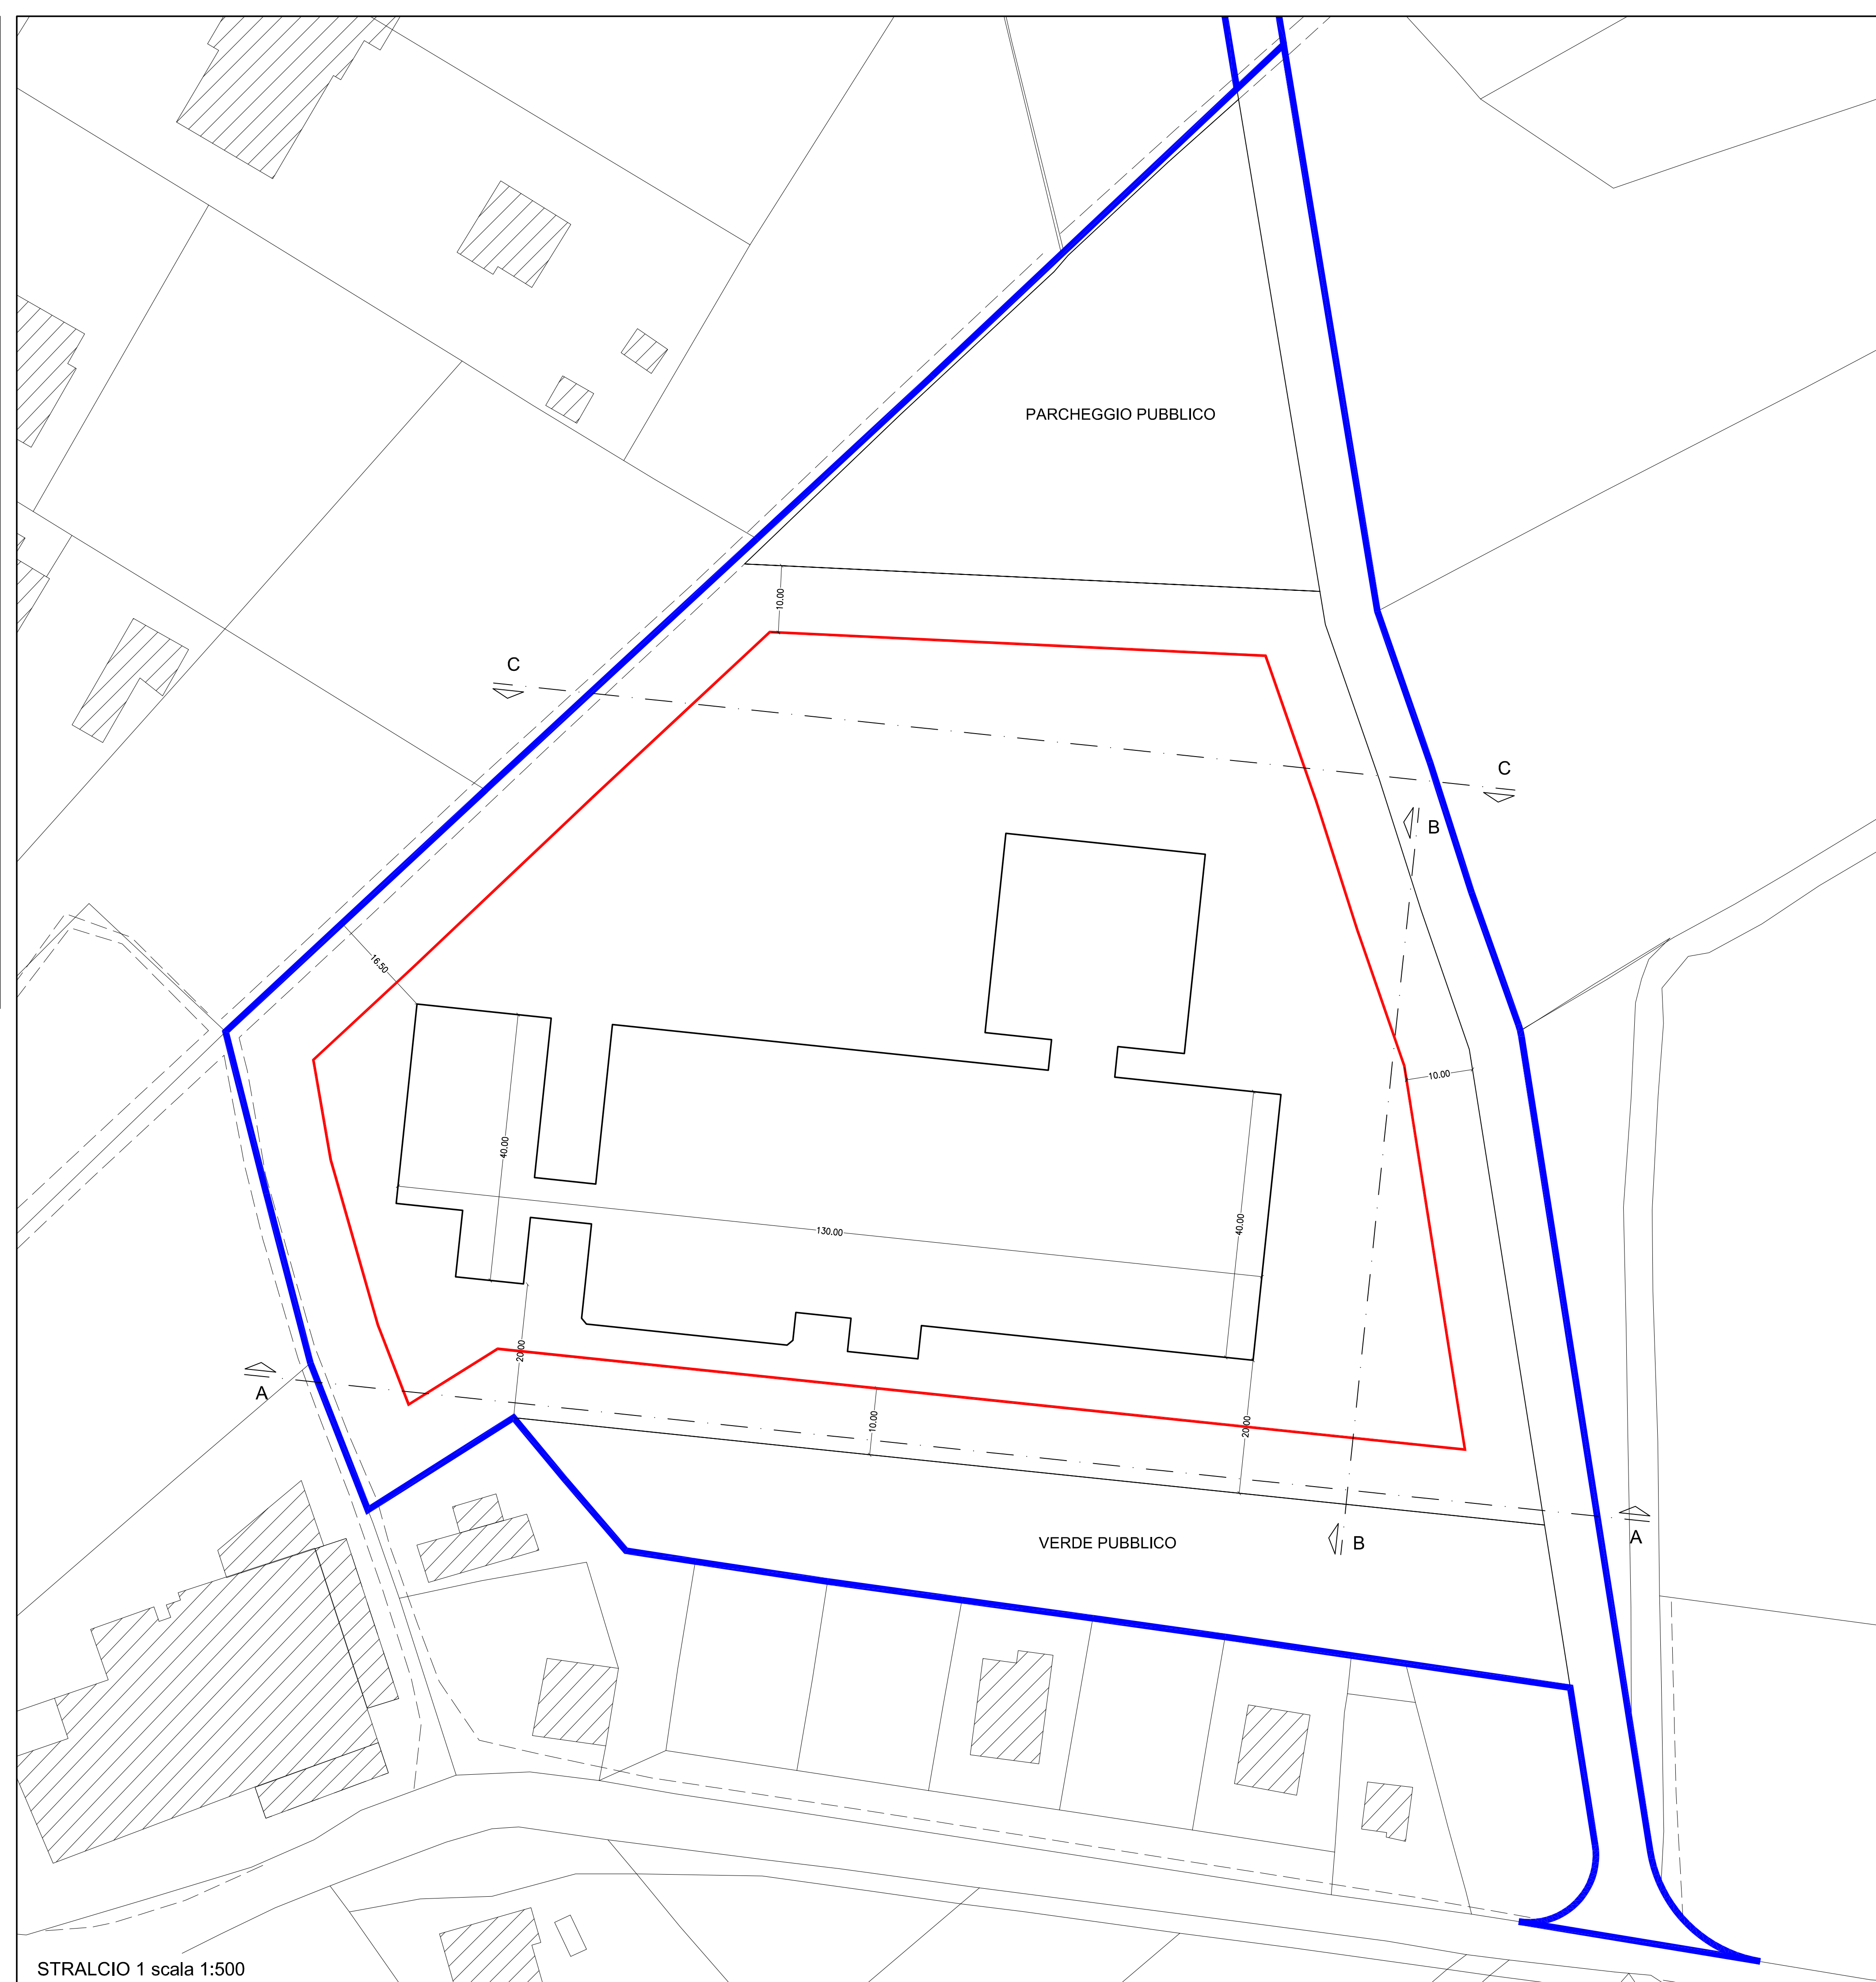 PARCHEGGIO PUBBLICO
10.00
C
C
B
16.50
10.00
40.00
130.00
40.00
20.00
A
10.00
20.00
VERDE PUBBLICO
B
A
STRALCIO 1 scala 1:500